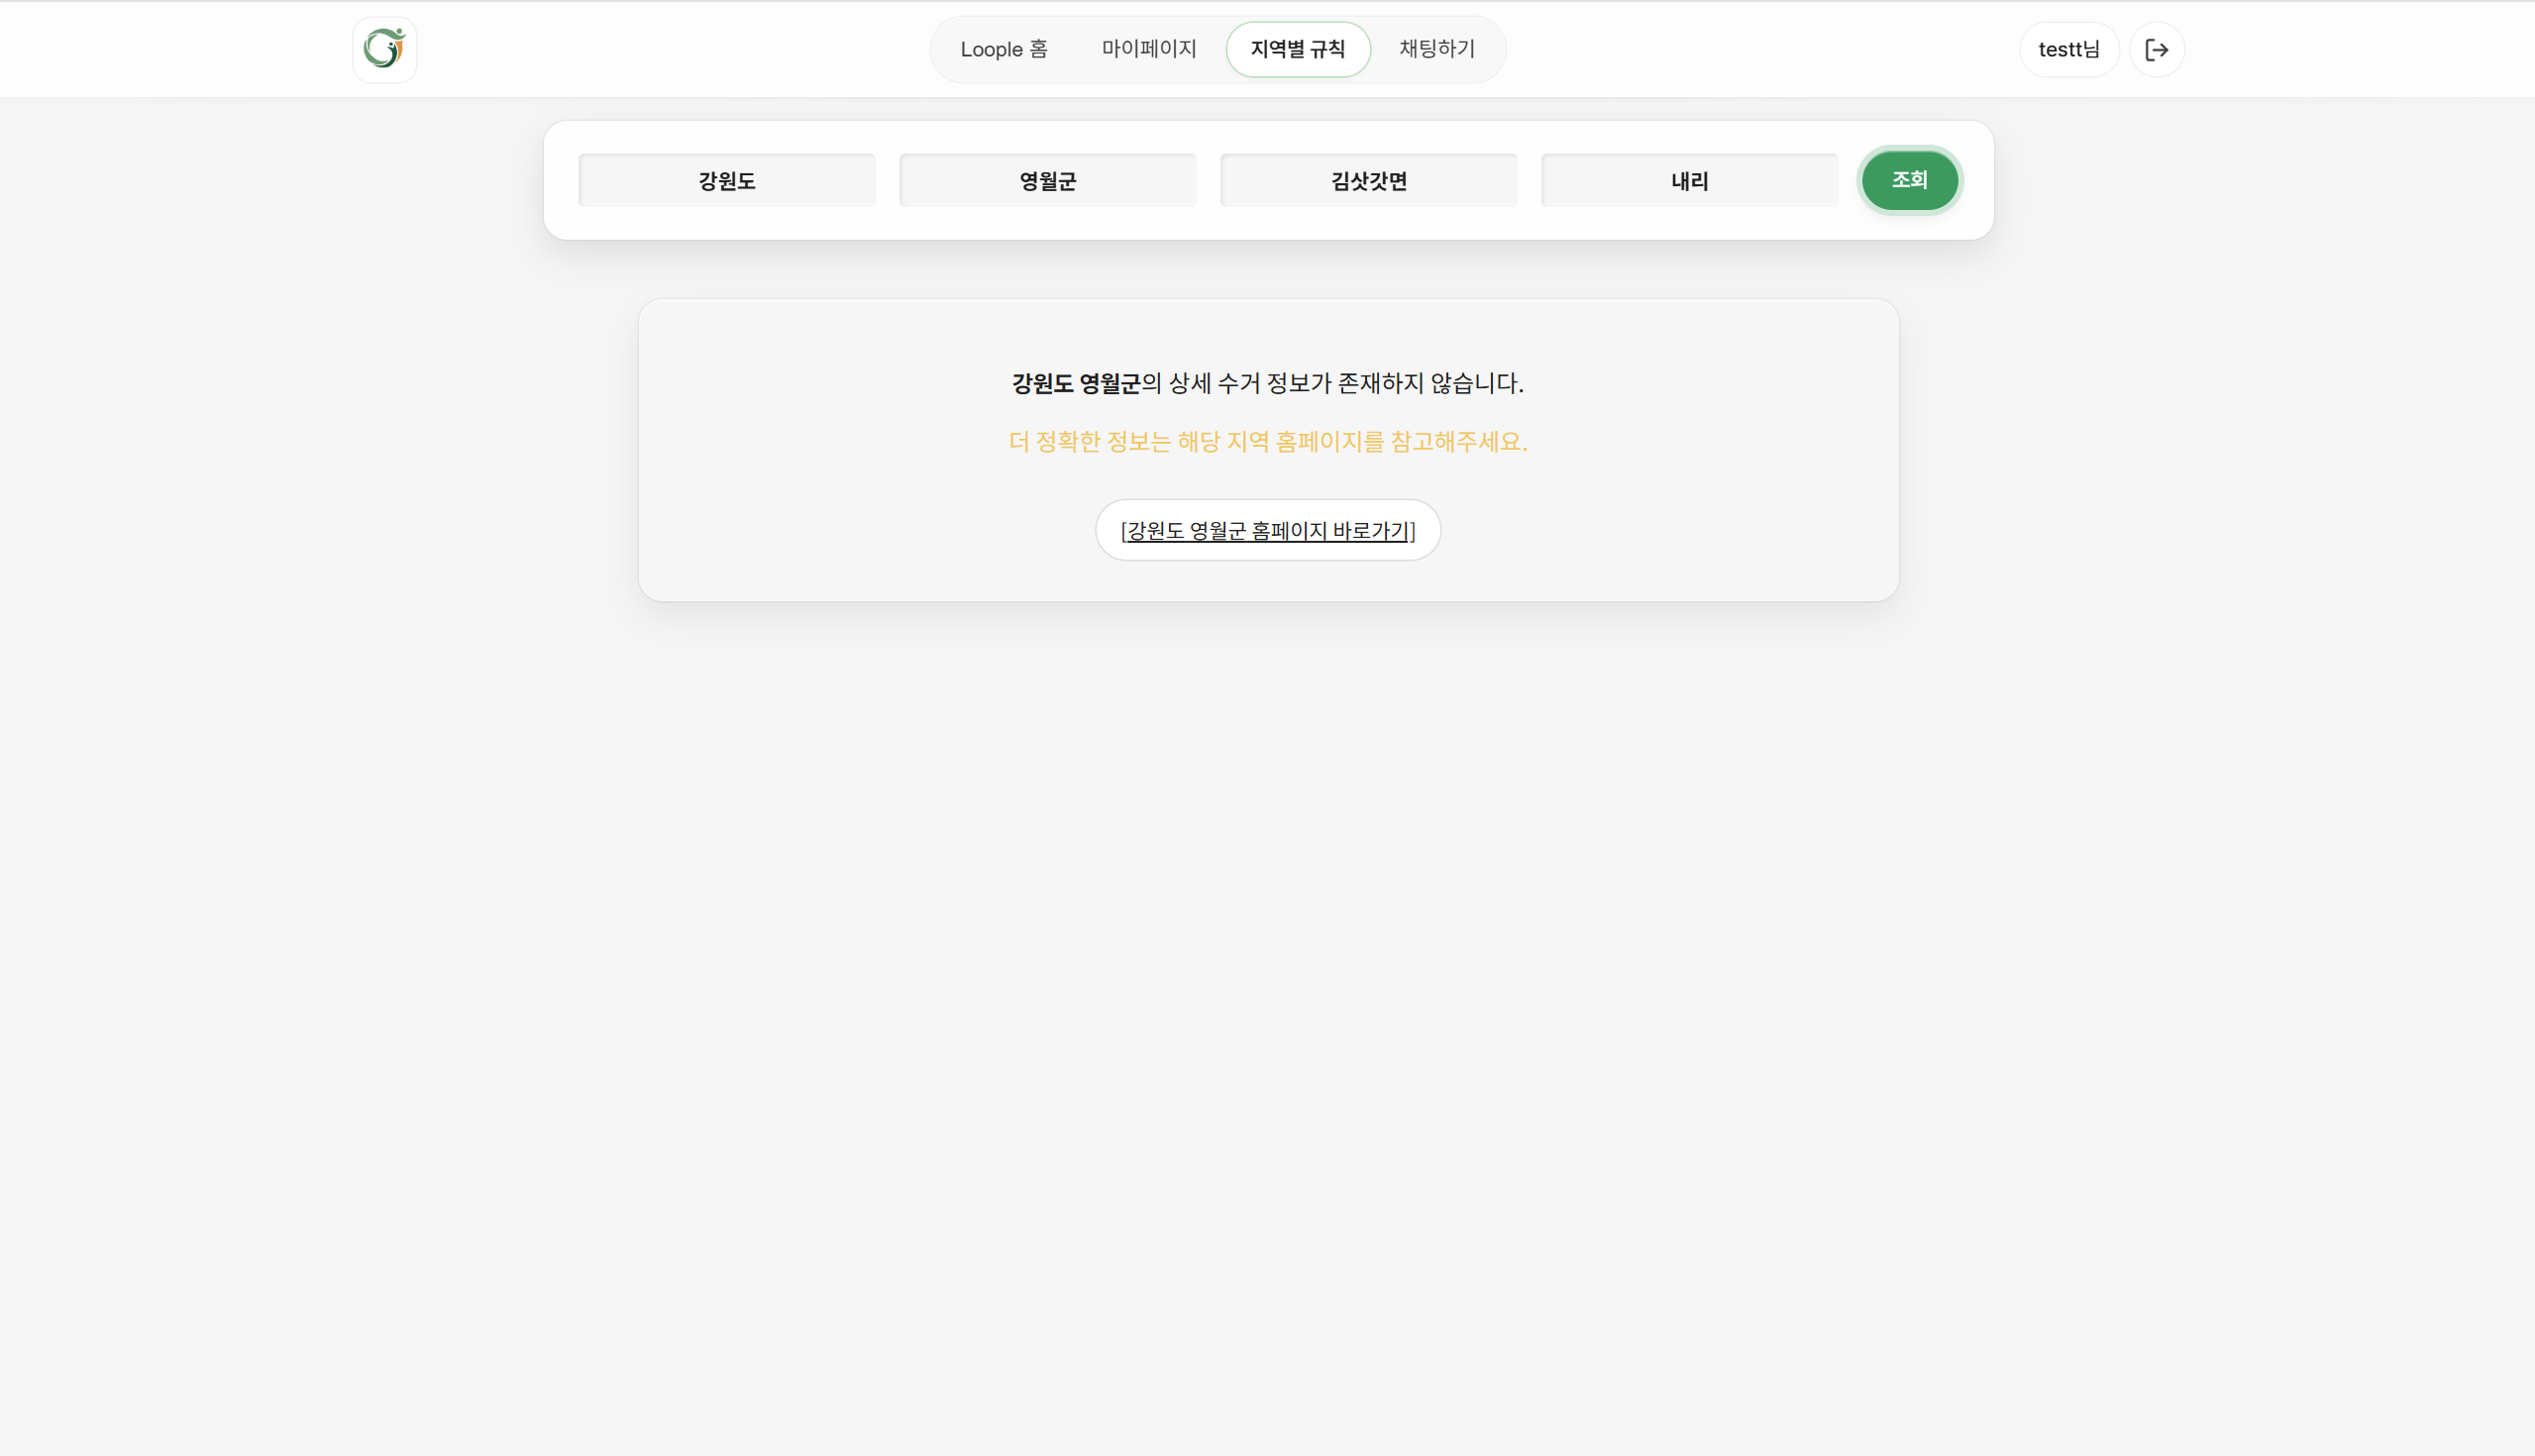 Loople 홈
마이페이지
지역별 규칙
채팅하기
testt님
강원도
영월군
김삿갓면
내리
조회
강원도 영월군의 상세 수거 정보가 존재하지 않습니다.
더 정확한 정보는 해당 지역 홈페이지를 참고해주세요.
[강원도 영월군 홈페이지 바로가기]